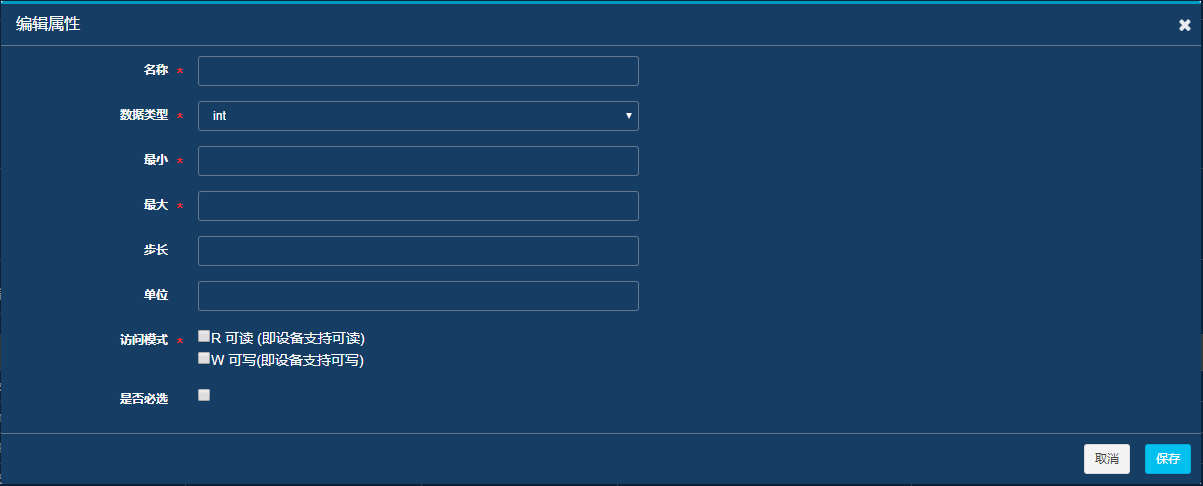 编辑属性
名称 *
数据类型 * int
最小 *
最大 *
步长
单位
访问模式 * R 可读 (即设备支持可读)
W 可写(即设备支持可写)
是否必选
取消 保存